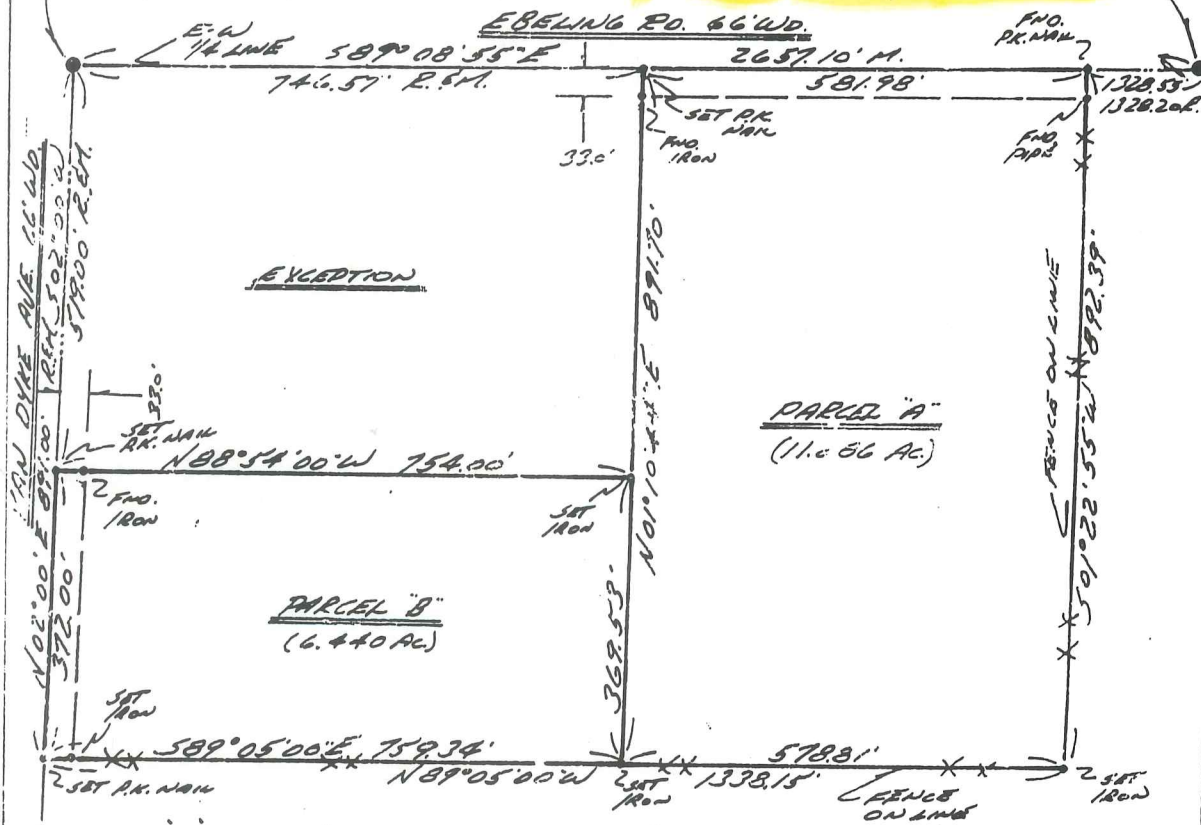 EBELING RD. 66' WD.
E-W
1/4 LINE
S89°08'55"E
2657.10' M.
FND.
P.K. NAIL
746.57' R.&M.
581.98'
1328.55'
1328.20R.
SET P.K.
NAIL
FND.
IRON
33.0'
FND.
PIPE
DYKE AVE.
WD.
R.&M. S02°00'W
519.00' R.&M.
EXCEPTION
N01°10'44"E 891.70'
FENCE ON LINE
S01°22'55"W 892.39'
PARCEL "A"
33.0'
SET
P.K. NAIL
N88°54'00"W 754.00'
FND.
IRON
SET
IRON
N02°00'E 891.00'
372.00'
PARCEL "B"
(6.440 AC.)
369.53'
SET
IRON
S89°05'00"E 759.34'
N89°05'00"W
578.81'
1338.15'
SET P.K. NAIL
SET
IRON
FENCE
ON LINE
SET
IRON